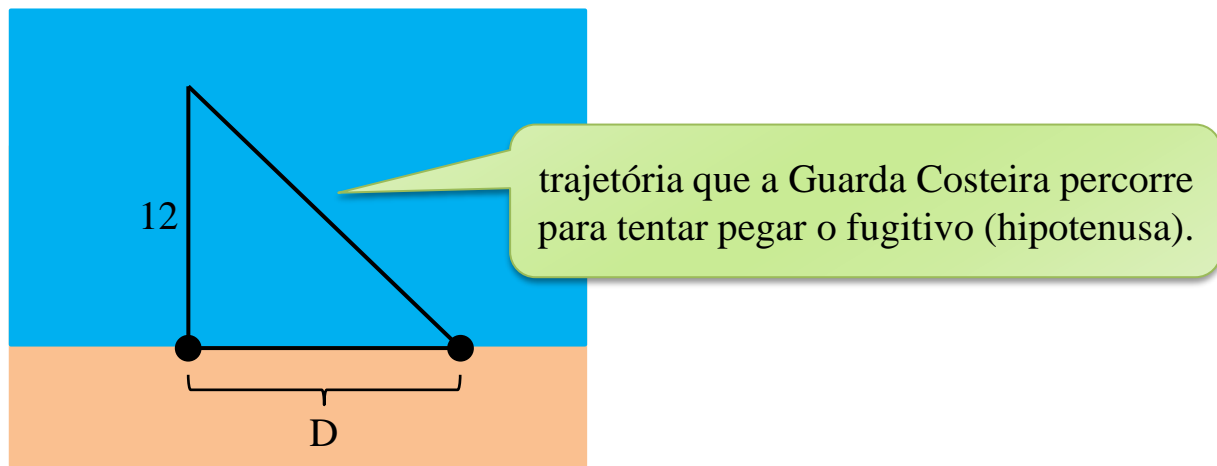 trajetória que a Guarda Costeira percorre
para tentar pegar o fugitivo (hipotenusa).
12
D